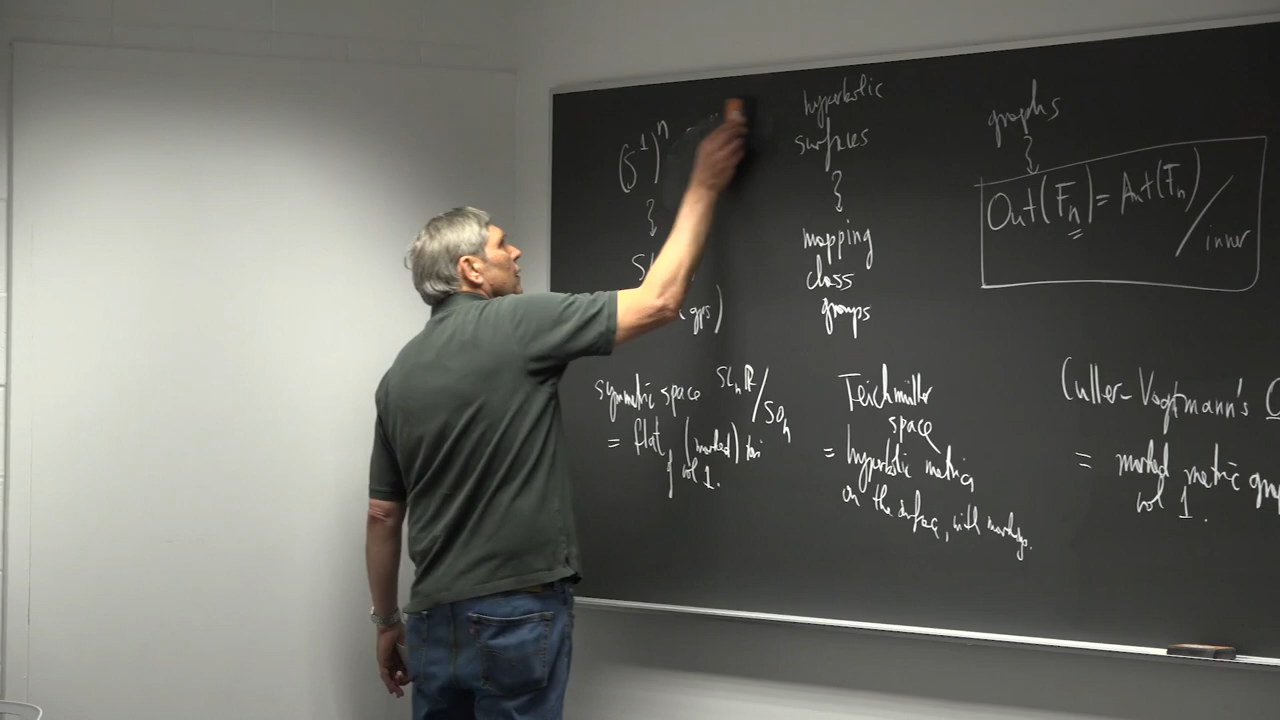 (S¹)ⁿ
gps)
symmetric space SLnℝ/SOn
= flat (marked) tori
of vol 1.
hyperbolic
surfaces
mapping
class
groups
Teichmüller
space
= hyperbolic metrics
on the surface, with markings.
graphs
Out(Fn) = Aut(Fn)/inner
Culler-Vogtmann's
= marked metric
vol 1.